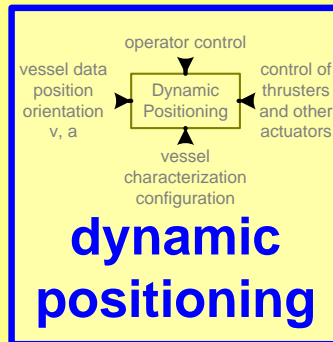 operator control
vessel data
position
orientation
v, a
Dynamic
Positioning
control of
thrusters
and other
actuators
vessel
characterization
configuration
dynamic
positioning